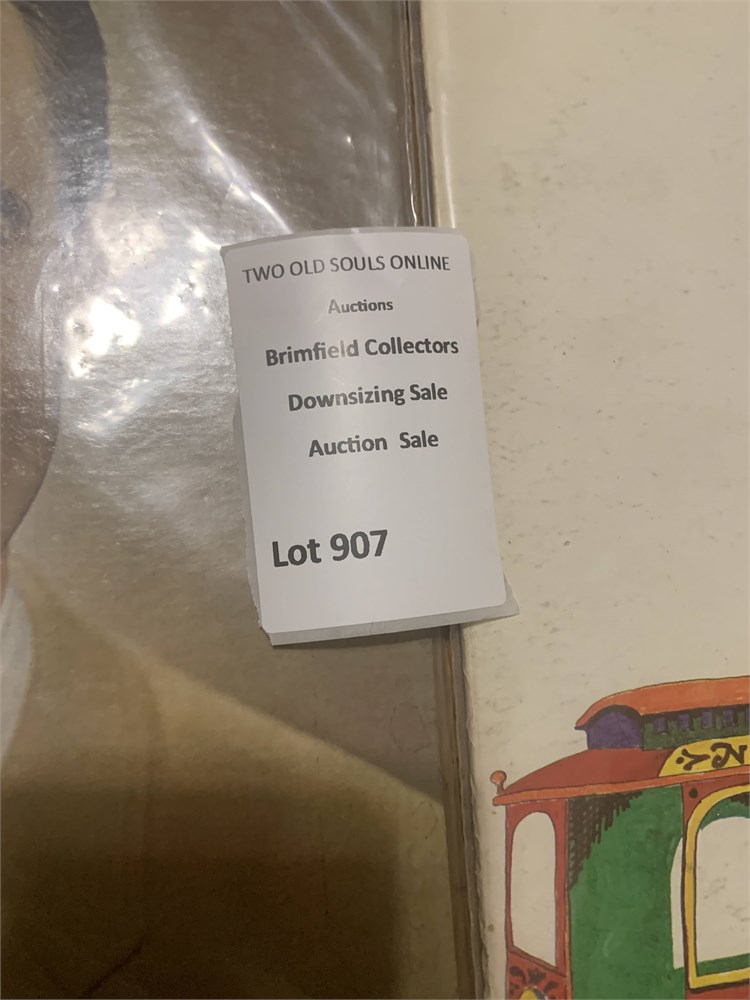 TWO OLD SOULS ONLINE
Auctions
Brimfield Collectors
Downsizing Sale
Auction Sale
Lot 907
N